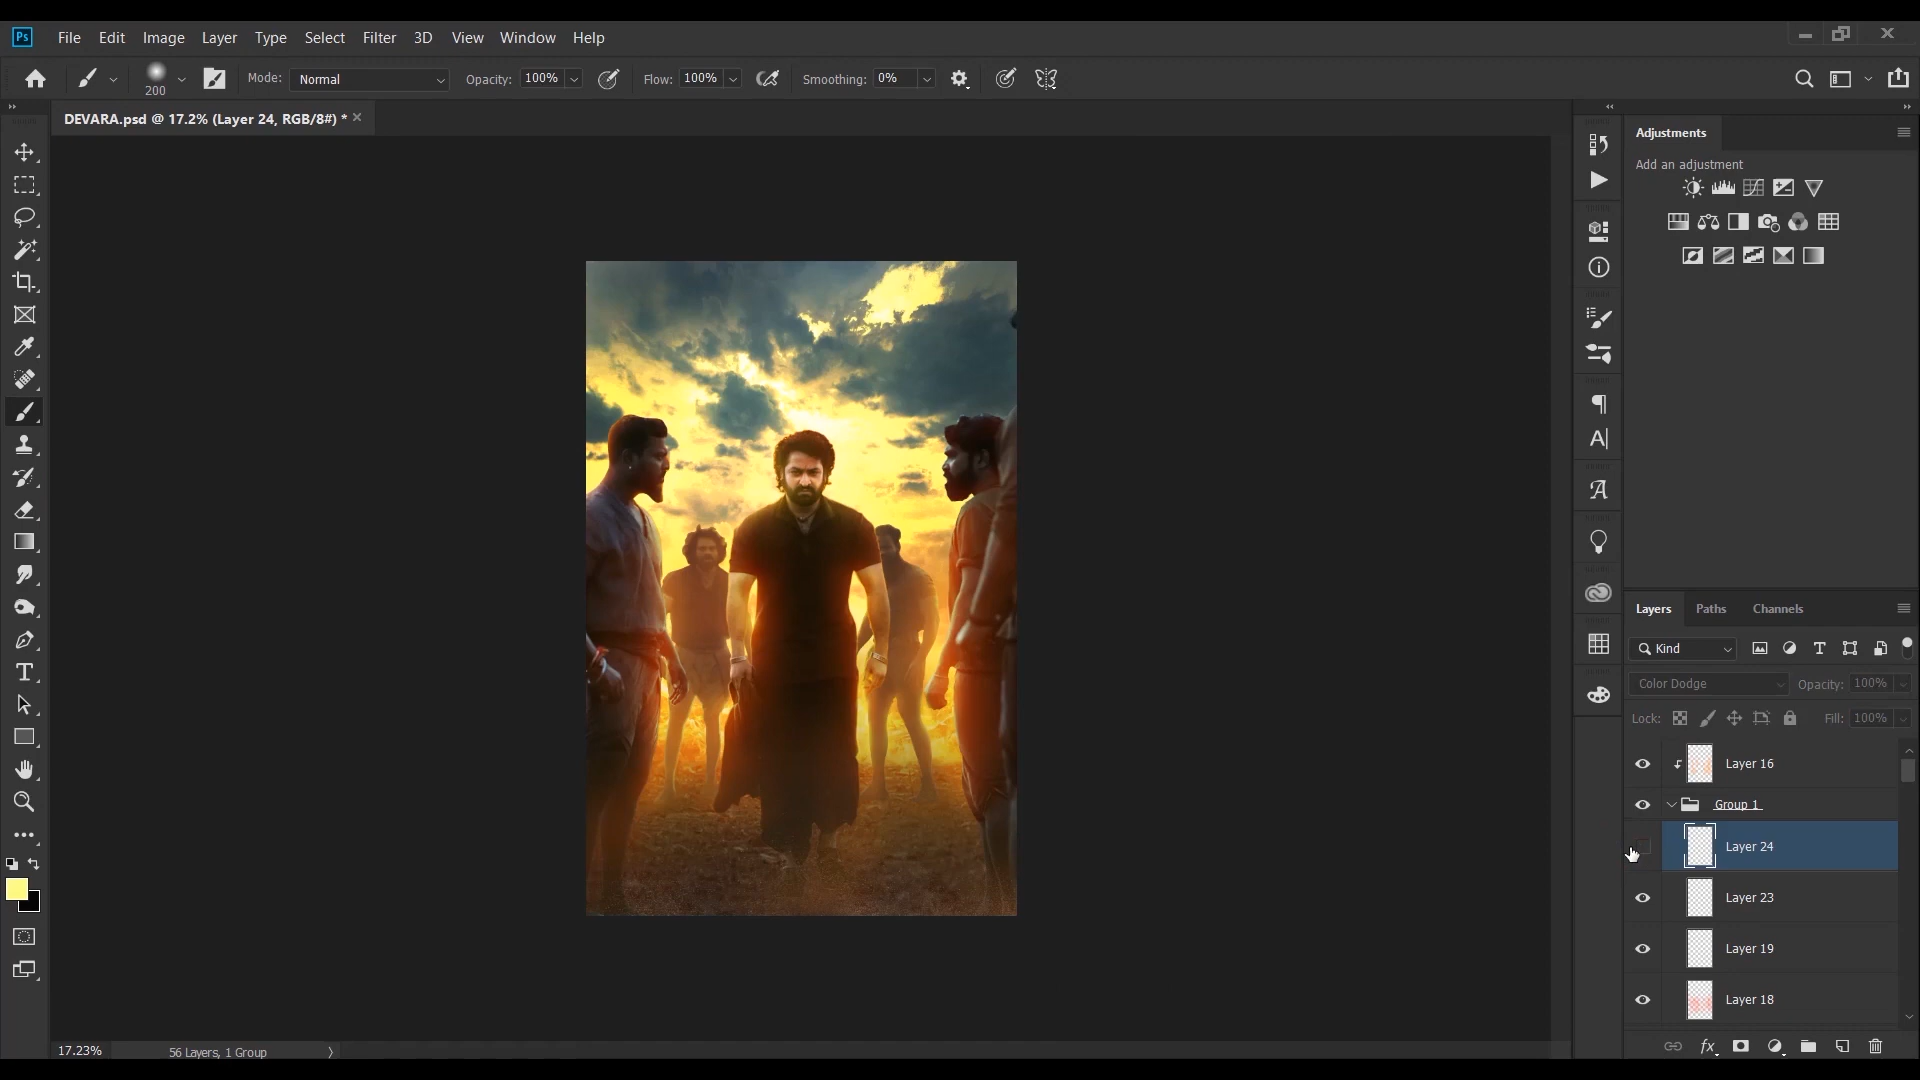 Ps File Edit Image Layer Type Select Filter 3D View Window Help
200 Mode: Normal Opacity: 100% Flow: 100% Smoothing: 0%
DEVARA.psd @ 17.2% (Layer 24, RGB/8#) *
Adjustments
Add an adjustment
Layers Paths Channels
Kind
Color Dodge Opacity: 100%
Lock: Fill: 100%
Layer 16
Group 1
Layer 24
Layer 23
Layer 19
Layer 18
17.23% 56 Layers, 1 Group